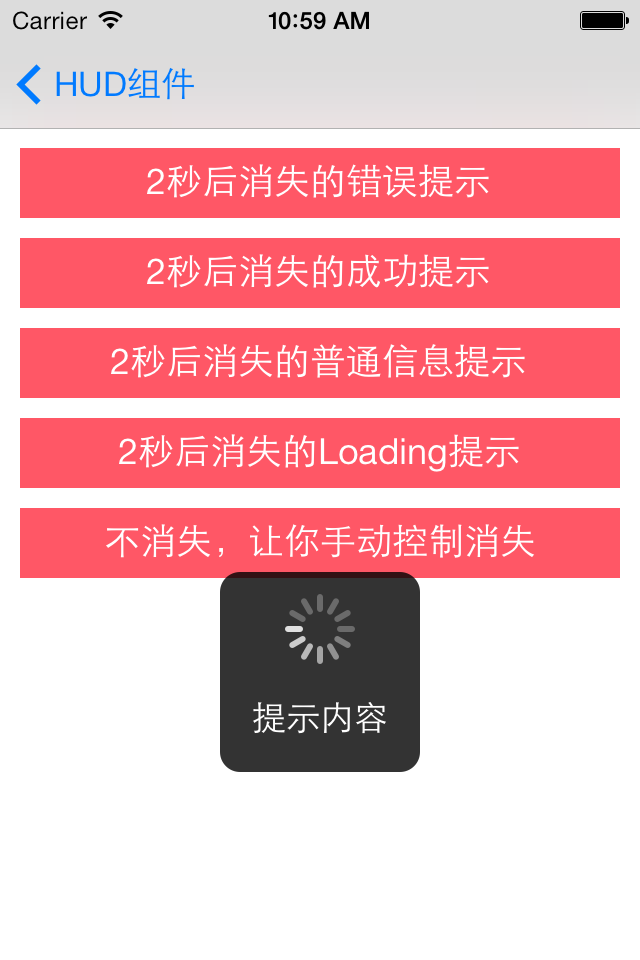 Carrier 10:59 AM
HUD组件
2秒后消失的错误提示
2秒后消失的成功提示
2秒后消失的普通信息提示
2秒后消失的Loading提示
不消失，让你手动控制消失
提示内容